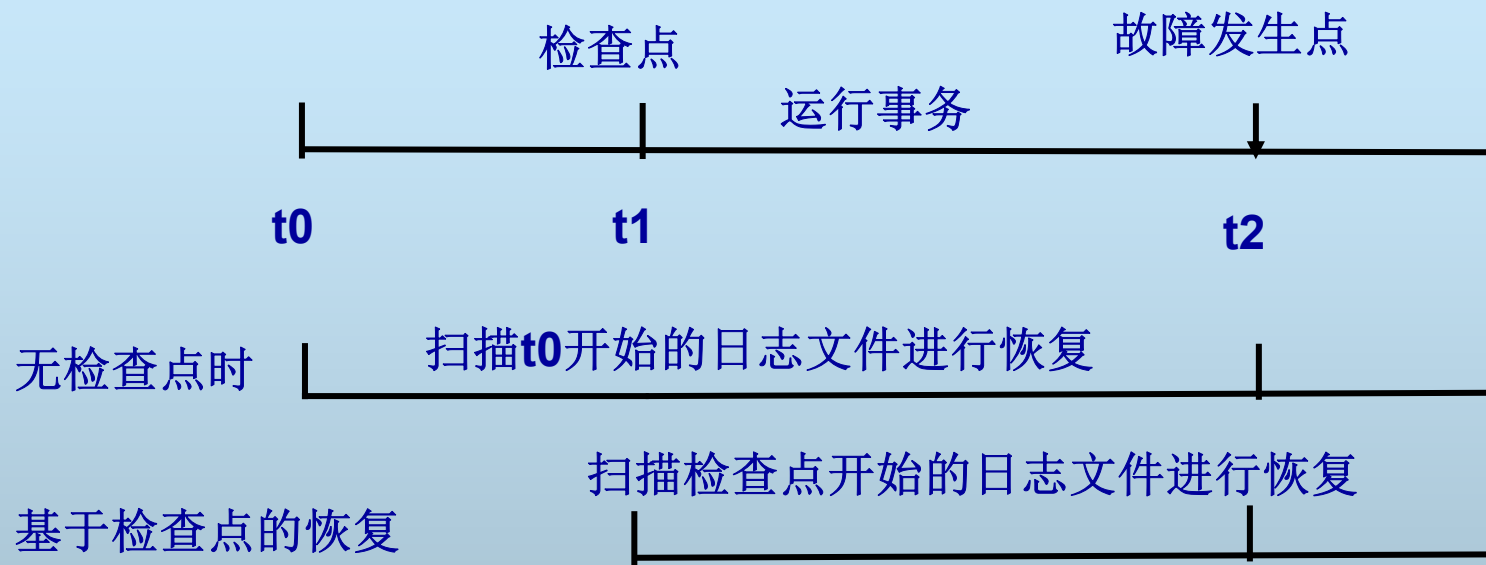 检查点
故障发生点
运行事务
t0
t1
t2
无检查点时
扫描t0开始的日志文件进行恢复
扫描检查点开始的日志文件进行恢复
基于检查点的恢复